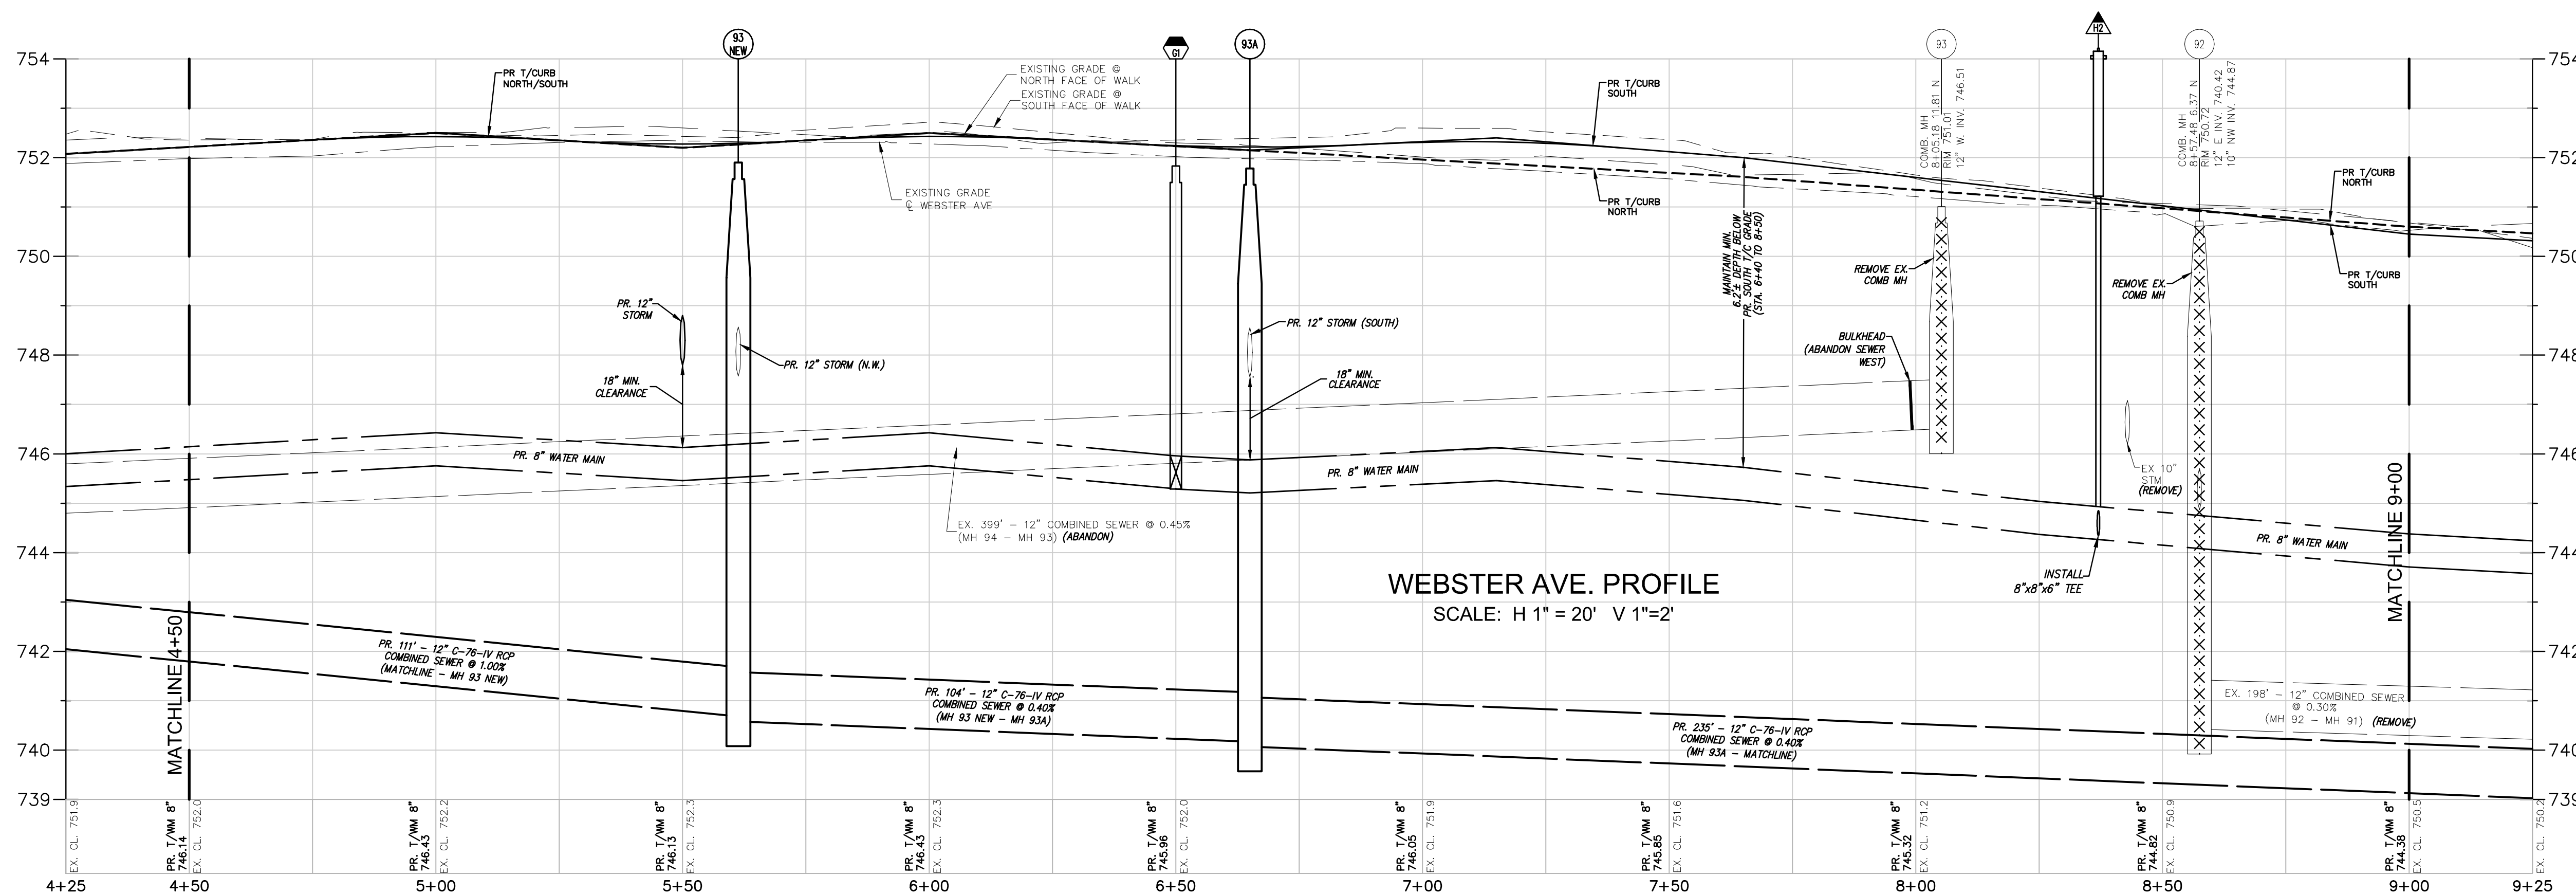 93
NEW
G1
93A
93
H2
92
754
752
750
748
746
744
742
740
739
754
752
750
748
746
744
742
740
739
PR T/CURB
NORTH/SOUTH
EXISTING GRADE @
NORTH FACE OF WALK
EXISTING GRADE @
SOUTH FACE OF WALK
EXISTING GRADE
℄ WEBSTER AVE
PR T/CURB
SOUTH
PR T/CURB
NORTH
COMB. MH
8+05.18 11.81 N
RIM 751.01
12" W. INV. 746.51
COMB. MH
8+57.48 6.37 N
RIM 750.72
12" E INV. 740.42
10" NW INV. 744.87
PR T/CURB
NORTH
PR T/CURB
SOUTH
MAINTAIN MIN.
6.2'± DEPTH BELOW
PR. SOUTH T/C GRADE
(STA. 6+40 TO 8+50)
REMOVE EX.
COMB MH
REMOVE EX.
COMB MH
PR. 12"
STORM
18" MIN.
CLEARANCE
PR. 12" STORM (N.W.)
PR. 12" STORM (SOUTH)
18" MIN.
CLEARANCE
BULKHEAD
(ABANDON SEWER
WEST)
PR. 8" WATER MAIN
PR. 8" WATER MAIN
PR. 8" WATER MAIN
EX 10"
STM
(REMOVE)
EX. 399' – 12" COMBINED SEWER @ 0.45%
(MH 94 – MH 93) (ABANDON)
INSTALL
8"x8"x6" TEE
WEBSTER AVE. PROFILE
SCALE: H 1" = 20' V 1"=2'
MATCHLINE 4+50
MATCHLINE 9+00
PR. 111' – 12" C–76–IV RCP
COMBINED SEWER @ 1.00%
(MATCHLINE – MH 93 NEW)
PR. 104' – 12" C–76–IV RCP
COMBINED SEWER @ 0.40%
(MH 93 NEW – MH 93A)
PR. 235' – 12" C–76–IV RCP
COMBINED SEWER @ 0.40%
(MH 93A – MATCHLINE)
EX. 198' – 12" COMBINED SEWER
@ 0.30%
(MH 92 – MH 91) (REMOVE)
EX. CL. 751.9
PR. T/WM 8"
746.14
EX. CL. 752.0
PR. T/WM 8"
746.43
EX. CL. 752.2
PR. T/WM 8"
746.13
EX. CL. 752.3
PR. T/WM 8"
746.43
EX. CL. 752.3
PR. T/WM 8"
745.96
EX. CL. 752.0
PR. T/WM 8"
746.05
EX. CL. 751.9
PR. T/WM 8"
745.85
EX. CL. 751.6
PR. T/WM 8"
745.32
EX. CL. 751.2
PR. T/WM 8"
744.82
EX. CL. 750.9
PR. T/WM 8"
744.38
EX. CL. 750.5
EX. CL. 750.2
4+25 4+50 5+00 5+50 6+00 6+50 7+00 7+50 8+00 8+50 9+00 9+25